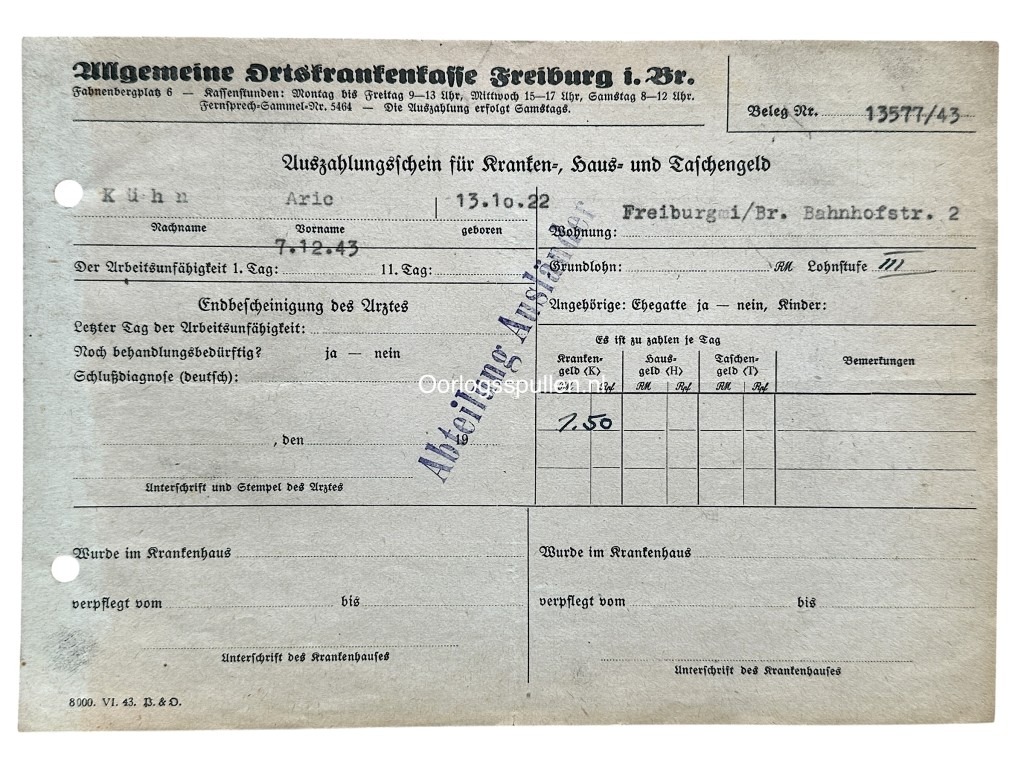 Allgemeine Ortskrankenkasse Freiburg i. Br.
Fahnenbergplatz 6 — Kassenstunden: Montag bis Freitag 9—13 Uhr, Mittwoch 15—17 Uhr, Samstag 8—12 Uhr.
Fernsprech-Sammel-Nr. 5464 — Die Auszahlung erfolgt Samstags.
Beleg Nr. 13577/43
Auszahlungsschein für Kranken-, Haus- und Taschengeld
Kühn Aric 13.10.22
Nachname Vorname geboren
Freiburg i/Br. Bahnhofstr. 2
Wohnung:
7.12.43
Der Arbeitsunfähigkeit 1. Tag: 11. Tag:
Grundlohn: RM Lohnstufe III
Endbescheinigung des Arztes
Letzter Tag der Arbeitsunfähigkeit:
Noch behandlungsbedürftig? ja — nein
Schlußdiagnose (deutsch):
, den 19
Unterschrift und Stempel des Arztes
Abteilung Ausländer
Angehörige: Ehegatte ja — nein, Kinder:
Es ist zu zahlen je Tag
Kranken- Haus- Taschen- Bemerkungen
geld (K) geld (H) geld (T)
RM Rpf RM Rpf RM Rpf
1.50
Oorlogsspullen.nl
Wurde im Krankenhaus
verpflegt vom bis
Unterschrift des Krankenhauses
Wurde im Krankenhaus
verpflegt vom bis
Unterschrift des Krankenhauses
8000. VI. 43. P. & D.